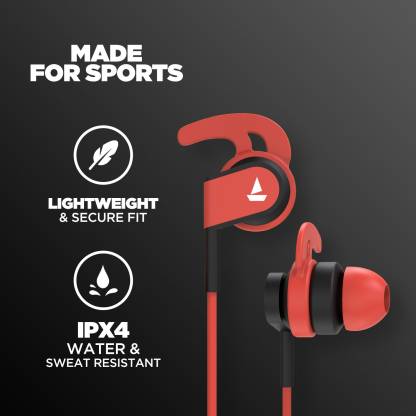 MADE
FOR SPORTS
LIGHTWEIGHT
& SECURE FIT
IPX4
WATER &
SWEAT RESISTANT